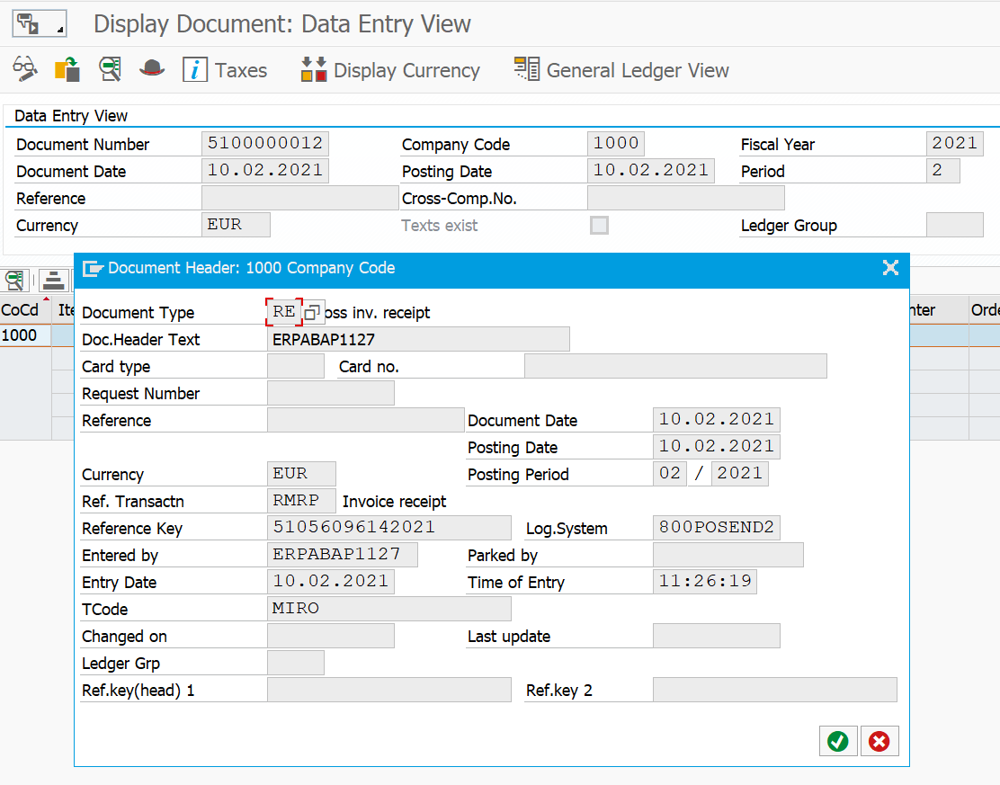 Display Document: Data Entry View
Taxes Display Currency General Ledger View
Data Entry View
Document Number 5100000012 Company Code 1000 Fiscal Year 2021
Document Date 10.02.2021 Posting Date 10.02.2021 Period 2
Reference Cross-Comp.No.
Currency EUR Texts exist Ledger Group
Document Header: 1000 Company Code
CoCd Ite nter Orde
1000
Document Type RE oss inv. receipt
Doc.Header Text ERPABAP1127
Card type Card no.
Request Number
Reference Document Date 10.02.2021
Posting Date 10.02.2021
Currency EUR Posting Period 02 / 2021
Ref. Transactn RMRP Invoice receipt
Reference Key 51056096142021 Log.System 800POSEND2
Entered by ERPABAP1127 Parked by
Entry Date 10.02.2021 Time of Entry 11:26:19
TCode MIRO
Changed on Last update
Ledger Grp
Ref.key(head) 1 Ref.key 2